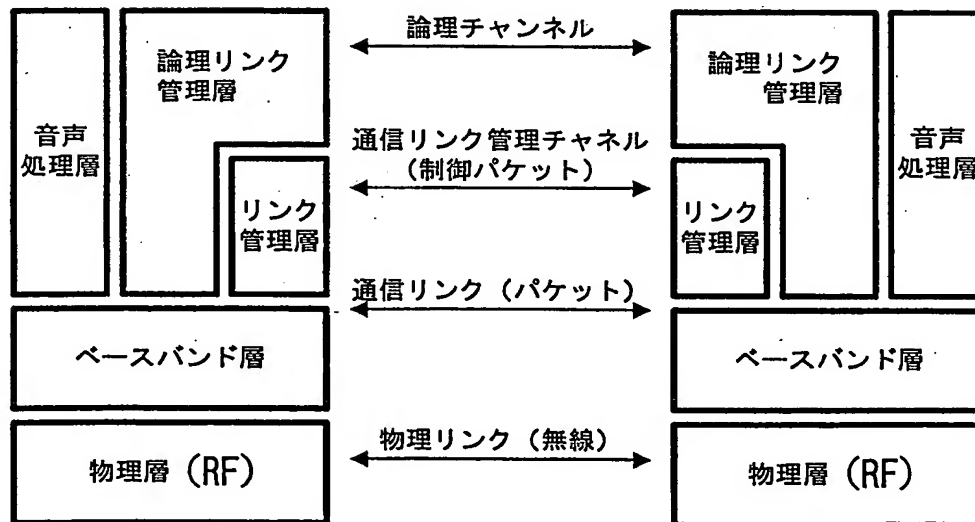 音声
処理層
論理リンク
管理層
リンク
管理層
ベースバンド層
物理層 (RF)
論理チャンネル
通信リンク管理チャネル
(制御パケット)
通信リンク (パケット)
物理リンク (無線)
論理リンク
管理層
リンク
管理層
音声
処理層
ベースバンド層
物理層 (RF)